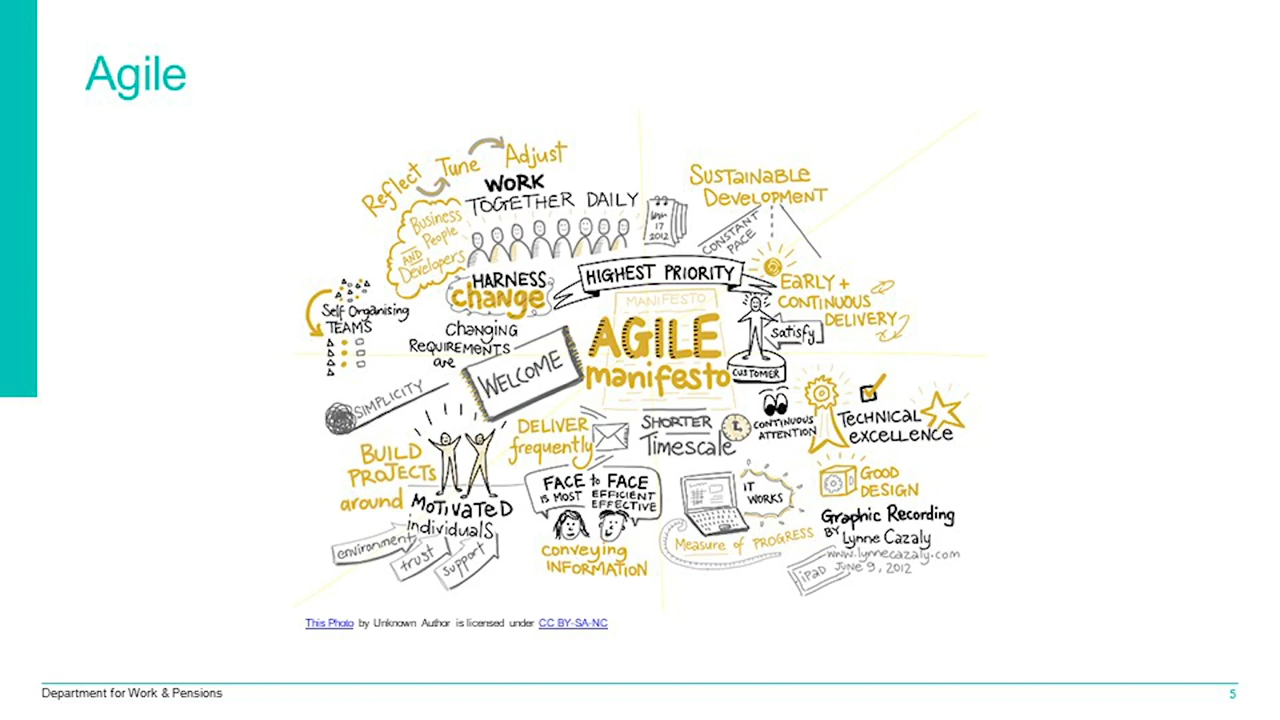 Agile
Reflect Tune Adjust
WORK
TOGETHER DAILY
Business
People
AND
Developers
SUSTAINABLE
DEVELOPMENT
CONSTANT
PACE
17
2012
HARNESS
change
HIGHEST PRIORITY
MANIFESTO
AGILE
manifesto
EARLY +
CONTINUOUS
DELIVERY
satisfy
CUSTOMER
Self Organising
TEAMS
CHANGING
REQUIREMENTS
are
WELCOME
SIMPLICITY
BUILD
PROJECTS
around
MOTIVATED
individuals
environment
trust
support
DELIVER
frequently
SHORTER
Timescale
CONTINUOUS
ATTENTION
TECHNICAL
EXCELLENCE
FACE to FACE
IS MOST EFFICIENT
EFFECTIVE
conveying
INFORMATION
IT
WORKS
Measure of PROGRESS
GOOD
DESIGN
Graphic Recording
BY Lynne Cazaly
www.lynnecazaly.com
iPad JUNE 9, 2012
This Photo by Unknown Author is licensed under CC BY-SA-NC
Department for Work & Pensions
5